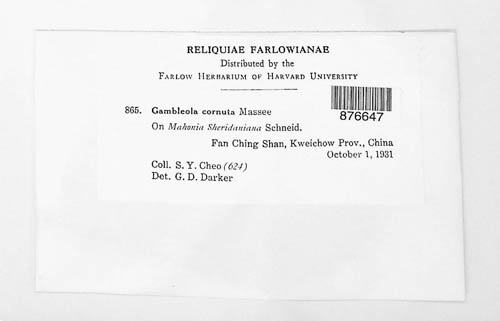 RELIQUIAE FARLOWIANAE
Distributed by the
FARLOW HERBARIUM OF HARVARD UNIVERSITY
876647
865. Gambleola cornuta Massee
On Mahonia Sheridaniana Schneid.
Fan Ching Shan, Kweichow Prov., China
October 1, 1931
Coll. S. Y. Cheo (624)
Det. G. D. Darker